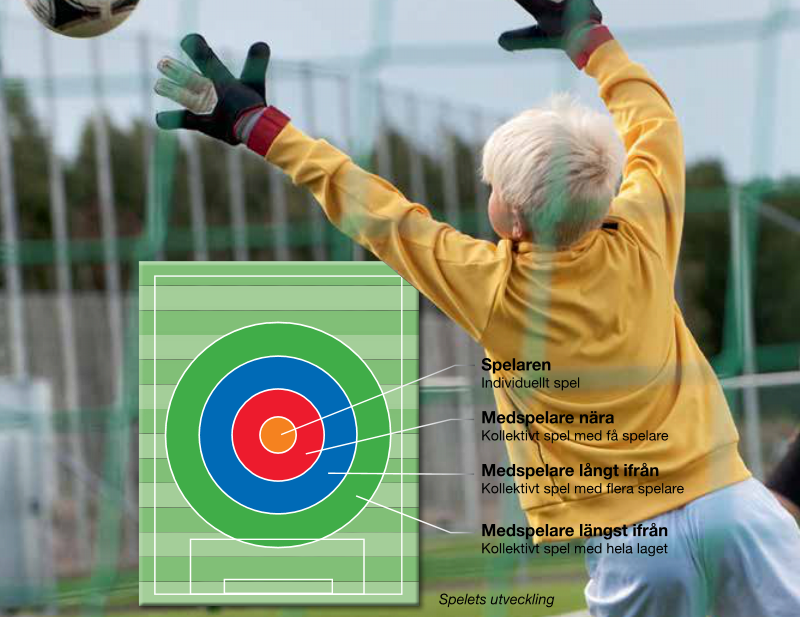 Spelaren
Individuellt spel
Medspelare nära
Kollektivt spel med få spelare
Medspelare långt ifrån
Kollektivt spel med flera spelare
Medspelare längst ifrån
Kollektivt spel med hela laget
Spelets utveckling